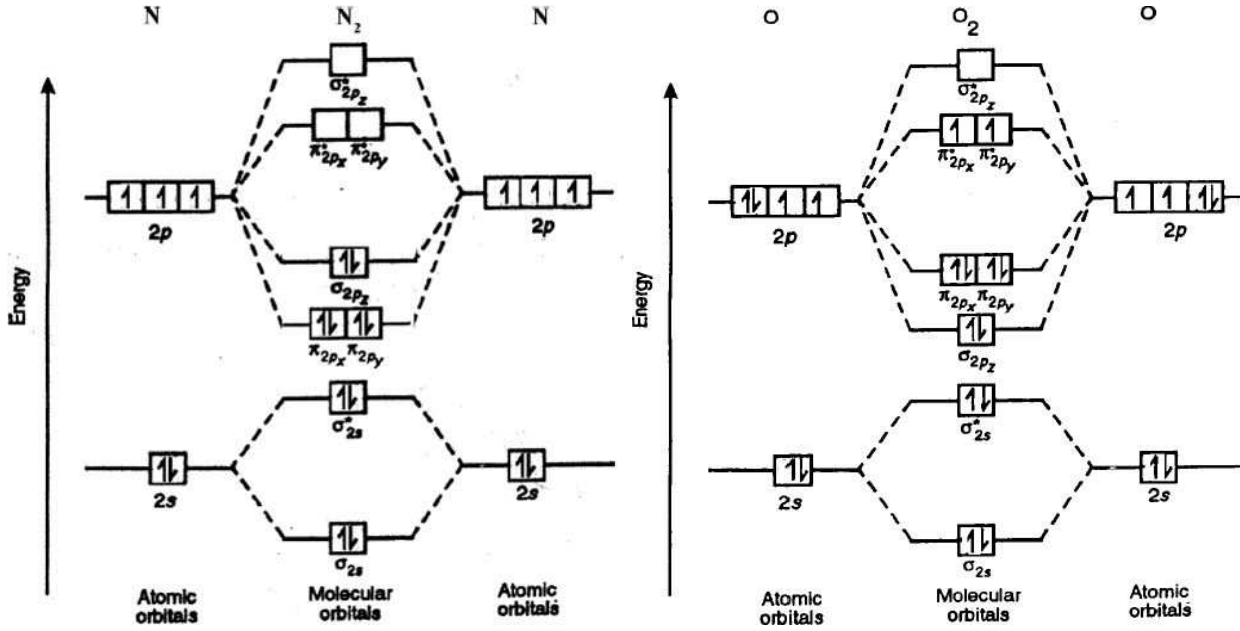 N N₂ N
σ*2pz
π*2px π*2py
2p 2p
σ2pz
π2px π2py
σ*2s
2s 2s
σ2s
Energy
Atomic orbitals
Molecular orbitals
Atomic orbitals
O O₂ O
σ*2pz
π*2px π*2py
2p 2p
π2px π2py
σ2pz
σ*2s
2s 2s
σ2s
Energy
Atomic orbitals
Molecular orbitals
Atomic orbitals